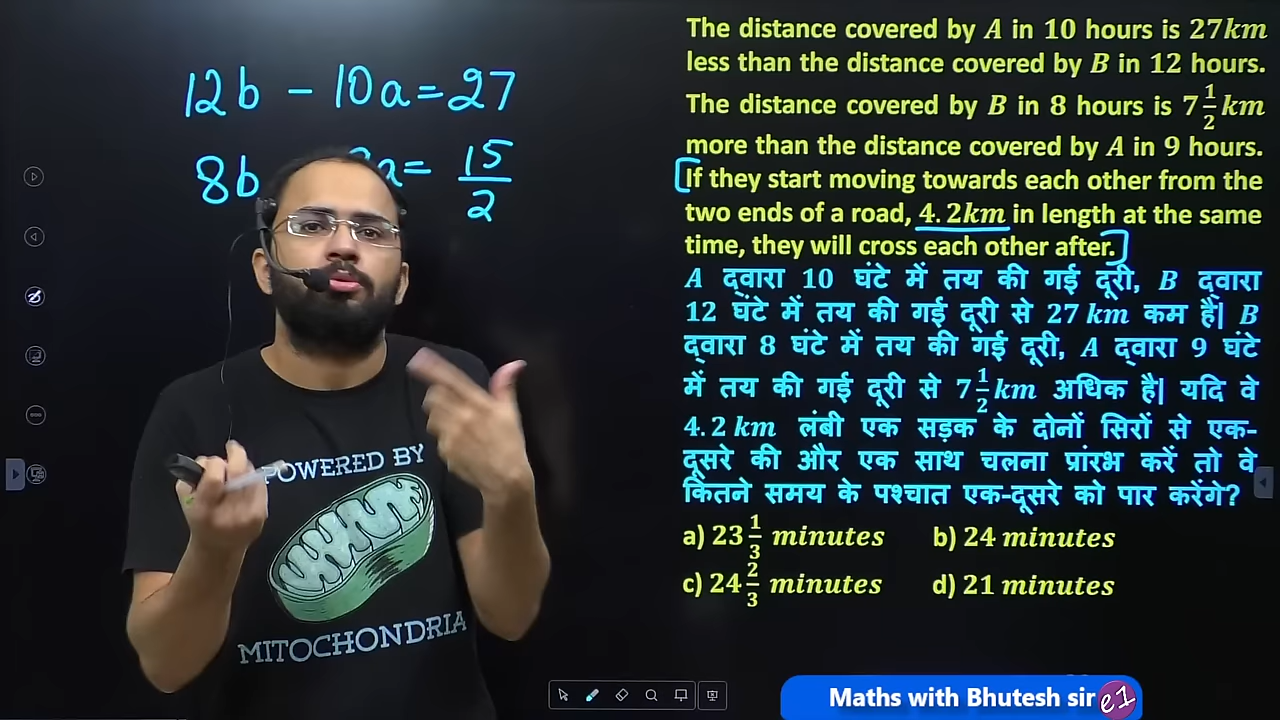 12b - 10a = 27
8b a = 15/2
POWERED BY
MITOCHONDRIA
The distance covered by A in 10 hours is 27km
less than the distance covered by B in 12 hours.
The distance covered by B in 8 hours is 7 1/2 km
more than the distance covered by A in 9 hours.
[If they start moving towards each other from the
two ends of a road, 4.2km in length at the same
time, they will cross each other after.]
A द्वारा 10 घंटे में तय की गई दूरी, B द्वारा
12 घंटे में तय की गई दूरी से 27 km कम है| B
द्वारा 8 घंटे में तय की गई दूरी, A द्वारा 9 घंटे
में तय की गई दूरी से 7 1/2 km अधिक है| यदि वे
4.2 km लंबी एक सड़क के दोनों सिरों से एक-
दूसरे की और एक साथ चलना प्रारंभ करें तो वे
कितने समय के पश्चात एक-दूसरे को पार करेंगे?
a) 23 1/3 minutes b) 24 minutes
c) 24 2/3 minutes d) 21 minutes
Maths with Bhutesh sir e1